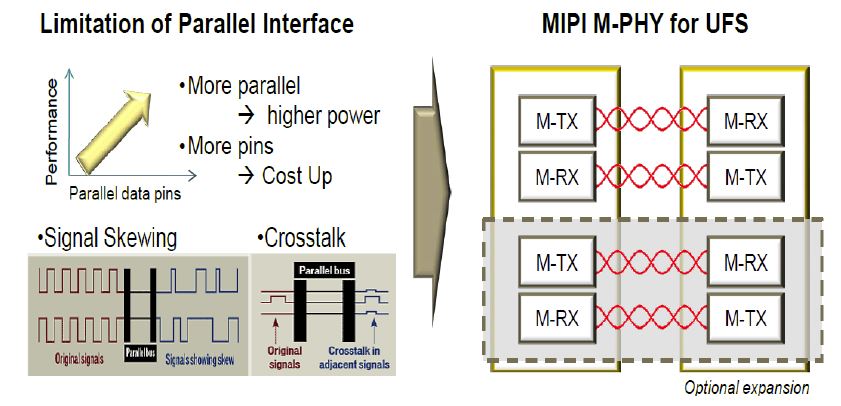 Limitation of Parallel Interface
Performance
Parallel data pins
•More parallel
→ higher power
•More pins
→ Cost Up
•Signal Skewing
Original signals
Parallel bus
Signals showing skew
•Crosstalk
Parallel bus
Original
signals
Crosstalk in
adjacent signals
MIPI M-PHY for UFS
M-TX
M-RX
M-RX
M-TX
M-TX
M-RX
M-RX
M-TX
Optional expansion